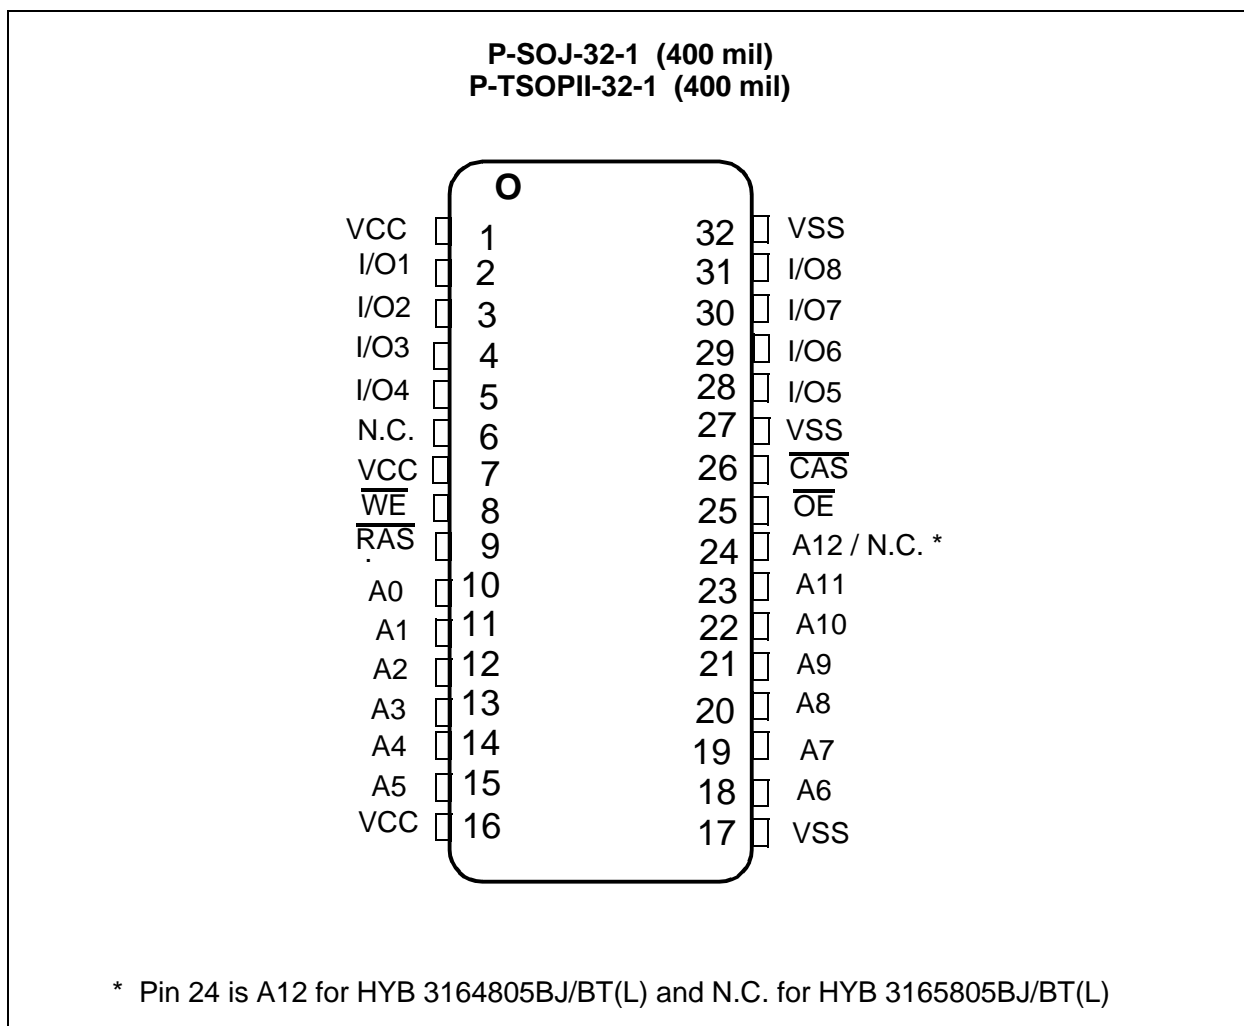 P-SOJ-32-1 (400 mil)
P-TSOPII-32-1 (400 mil)
O
VCC 1 32 VSS
I/O1 2 31 I/O8
I/O2 3 30 I/O7
I/O3 4 29 I/O6
I/O4 5 28 I/O5
N.C. 6 27 VSS
VCC 7 26 CAS
WE 8 25 OE
RAS 9 24 A12 / N.C. *
A0 10 23 A11
A1 11 22 A10
A2 12 21 A9
A3 13 20 A8
A4 14 19 A7
A5 15 18 A6
VCC 16 17 VSS
* Pin 24 is A12 for HYB 3164805BJ/BT(L) and N.C. for HYB 3165805BJ/BT(L)